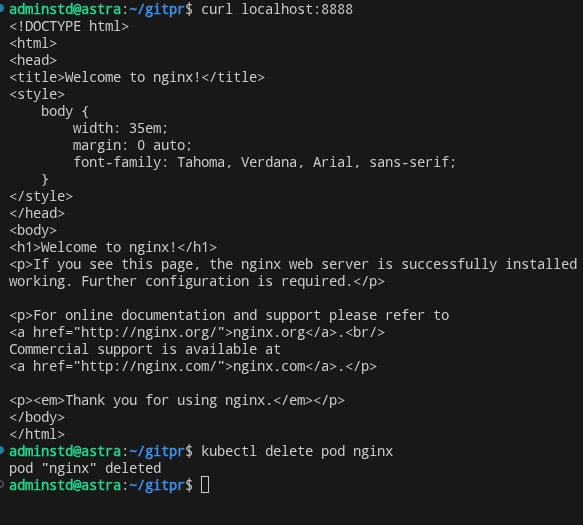 adminstd@astra:~/gitpr$ curl localhost:8888
<!DOCTYPE html>
<html>
<head>
<title>Welcome to nginx!</title>
<style>
    body {
        width: 35em;
        margin: 0 auto;
        font-family: Tahoma, Verdana, Arial, sans-serif;
    }
</style>
</head>
<body>
<h1>Welcome to nginx!</h1>
<p>If you see this page, the nginx web server is successfully installed
working. Further configuration is required.</p>

<p>For online documentation and support please refer to
<a href="http://nginx.org/">nginx.org</a>.<br/>
Commercial support is available at
<a href="http://nginx.com/">nginx.com</a>.</p>

<p><em>Thank you for using nginx.</em></p>
</body>
</html>
adminstd@astra:~/gitpr$ kubectl delete pod nginx
pod "nginx" deleted
adminstd@astra:~/gitpr$